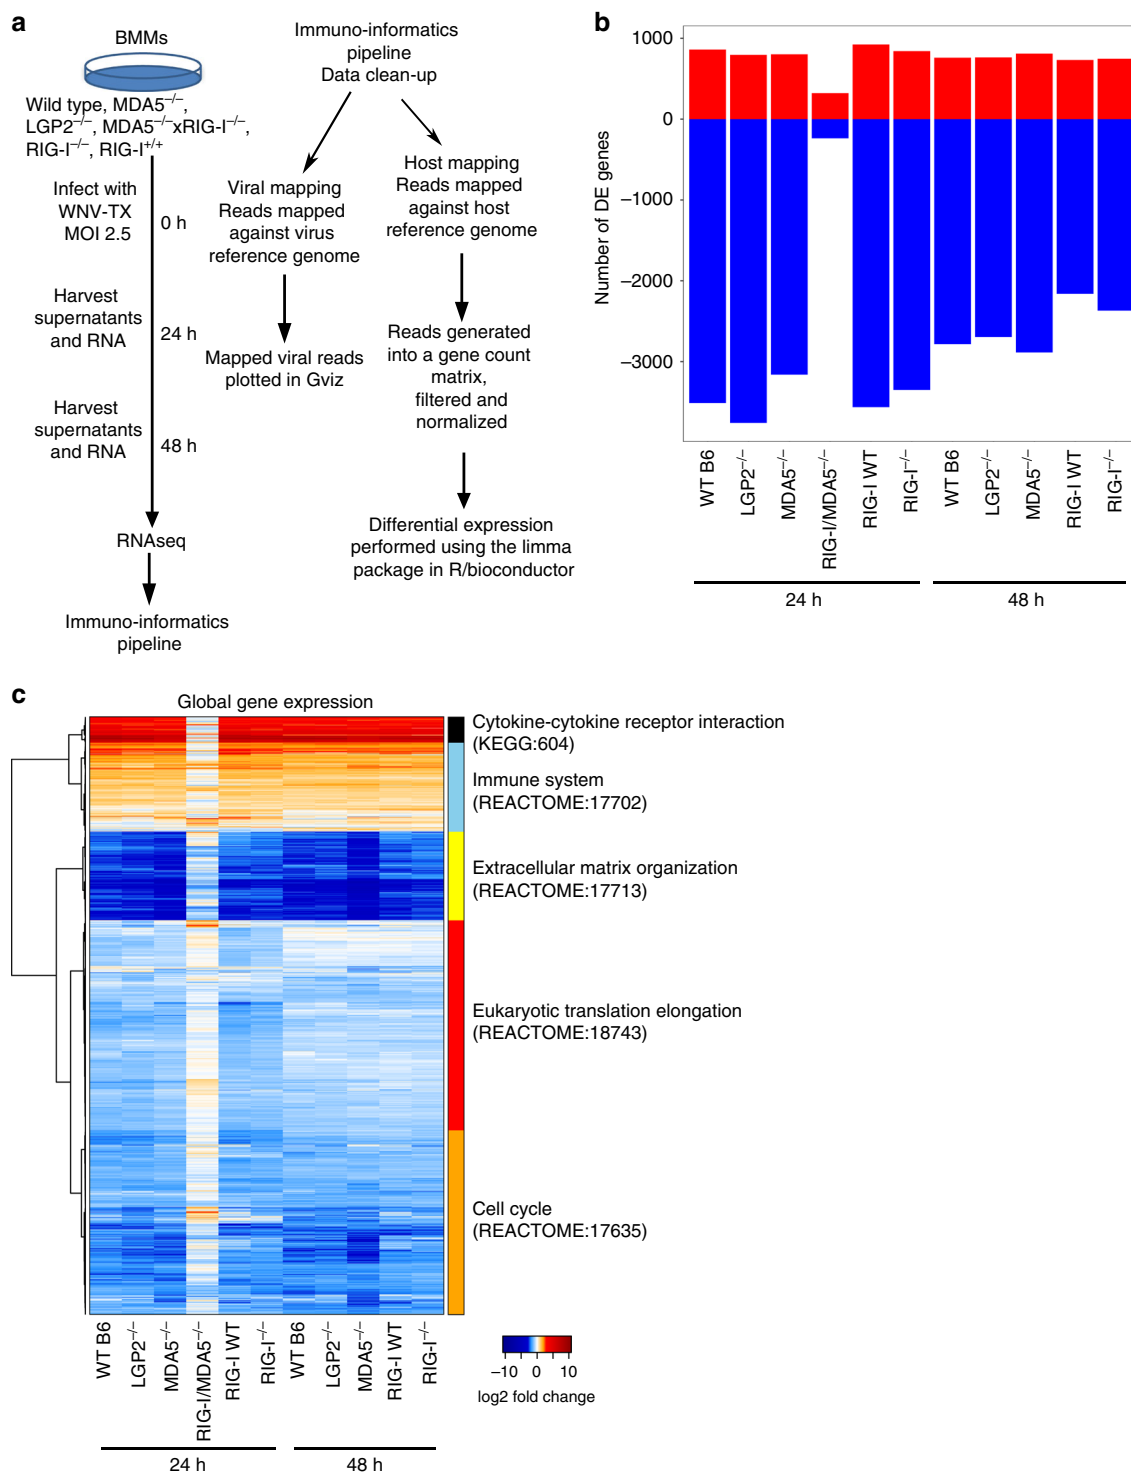 a
BMMs
Wild type, MDA5–/–,
LGP2–/–, MDA5–/–xRIG-I–/–,
RIG-I–/–, RIG-I+/+
Infect with
WNV-TX
MOI 2.5
0 h
Harvest
supernatants
and RNA
24 h
Harvest
supernatants
and RNA
48 h
RNAseq
Immuno-informatics
pipeline
Immuno-informatics
pipeline
Data clean-up
Viral mapping
Reads mapped
against virus
reference genome
Mapped viral reads
plotted in Gviz
Host mapping
Reads mapped
against host
reference genome
Reads generated
into a gene count
matrix,
filtered and
normalized
Differential expression
performed using the limma
package in R/bioconductor
b
Number of DE genes
1000
0
–1000
–2000
–3000
WT B6
LGP2–/–
MDA5–/–
RIG-I/MDA5–/–
RIG-I WT
RIG-I–/–
WT B6
LGP2–/–
MDA5–/–
RIG-I WT
RIG-I–/–
24 h
48 h
c
Global gene expression
Cytokine-cytokine receptor interaction
(KEGG:604)
Immune system
(REACTOME:17702)
Extracellular matrix organization
(REACTOME:17713)
Eukaryotic translation elongation
(REACTOME:18743)
Cell cycle
(REACTOME:17635)
WT B6
LGP2–/–
MDA5–/–
RIG-I/MDA5–/–
RIG-I WT
RIG-I–/–
WT B6
LGP2–/–
MDA5–/–
RIG-I WT
RIG-I–/–
24 h
48 h
–10 0 10
log2 fold change